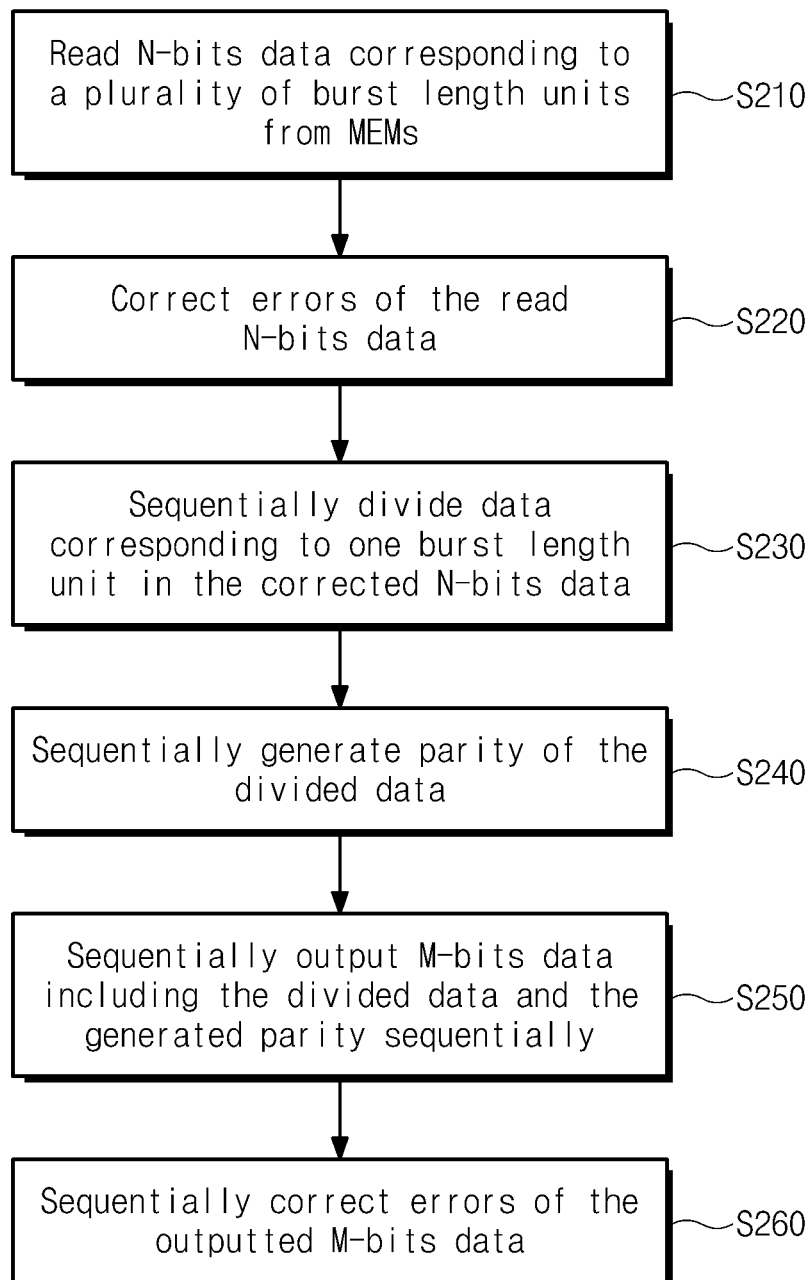 Read N-bits data corresponding to
a plurality of burst length units
from MEMs
S210
Correct errors of the read
N-bits data
S220
Sequentially divide data
corresponding to one burst length
unit in the corrected N-bits data
S230
Sequentially generate parity of the
divided data
S240
Sequentially output M-bits data
including the divided data and the
generated parity sequentially
S250
Sequentially correct errors of the
outputted M-bits data
S260